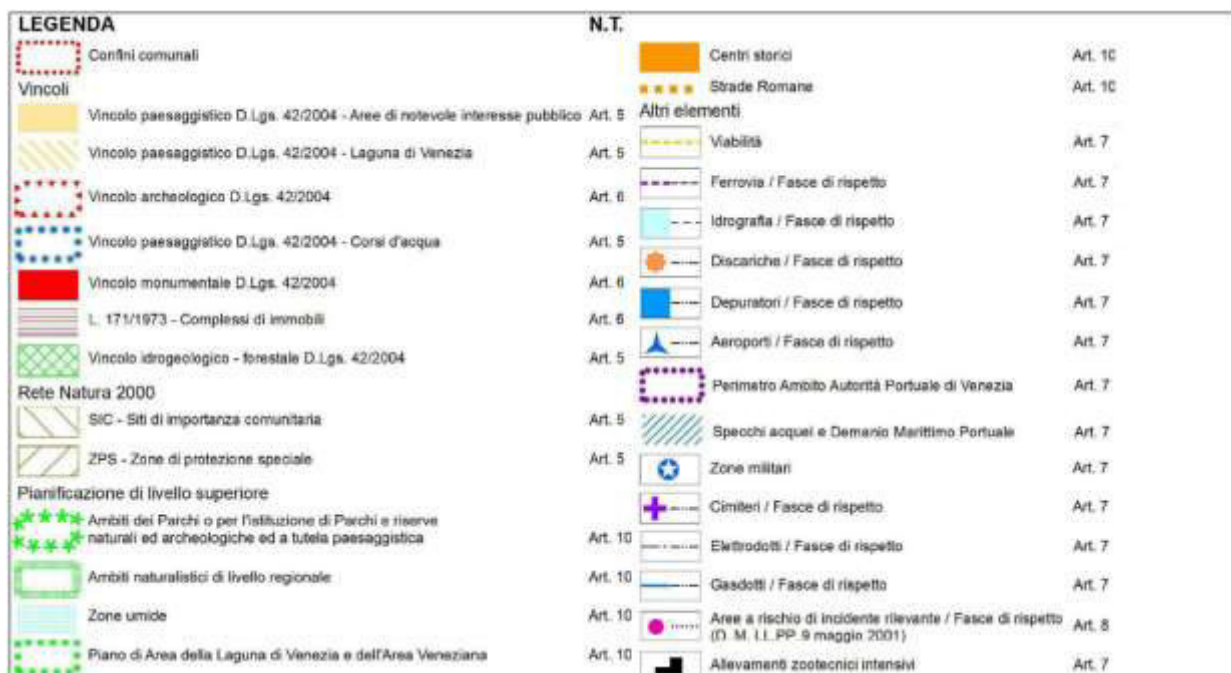 LEGENDA
N.T.
Confini comunali
Vincoli
Vincolo paesaggistico D.Lgs. 42/2004 - Aree di notevole interesse pubblico Art. 5
Vincolo paesaggistico D.Lgs. 42/2004 - Laguna di Venezia Art. 5
Vincolo archeologico D.Lgs. 42/2004 Art. 6
Vincolo paesaggistico D.Lgs. 42/2004 - Corsi d'acqua Art. 5
Vincolo monumentale D.Lgs. 42/2004 Art. 6
L. 171/1973 - Complessi di immobili Art. 6
Vincolo idrogeologico - forestale D.Lgs. 42/2004 Art. 5
Rete Natura 2000
SIC - Siti di importanza comunitaria Art. 5
ZPS - Zone di protezione speciale Art. 5
Pianificazione di livello superiore
Ambiti dei Parchi o per l'istituzione di Parchi e riserve
naturali ed archeologiche ed a tutela paesaggistica Art. 10
Ambiti naturalistici di livello regionale Art. 10
Zone umide Art. 10
Piano di Area della Laguna di Venezia e dell'Area Veneziana Art. 10
Centri storici Art. 10
Strade Romane Art. 10
Altri elementi
Viabilità Art. 7
Ferrovia / Fasce di rispetto Art. 7
Idrografia / Fasce di rispetto Art. 7
Discariche / Fasce di rispetto Art. 7
Depuratori / Fasce di rispetto Art. 7
Aeroporti / Fasce di rispetto Art. 7
Perimetro Ambito Autorità Portuale di Venezia Art. 7
Specchi acquei e Demanio Marittimo Portuale Art. 7
Zone militari Art. 7
Cimiteri / Fasce di rispetto Art. 7
Elettrodotti / Fasce di rispetto Art. 7
Gasdotti / Fasce di rispetto Art. 7
Aree a rischio di incidente rilevante / Fasce di rispetto Art. 8
(D. M. LL.PP. 9 maggio 2001)
Allevamenti zootecnici intensivi Art. 7